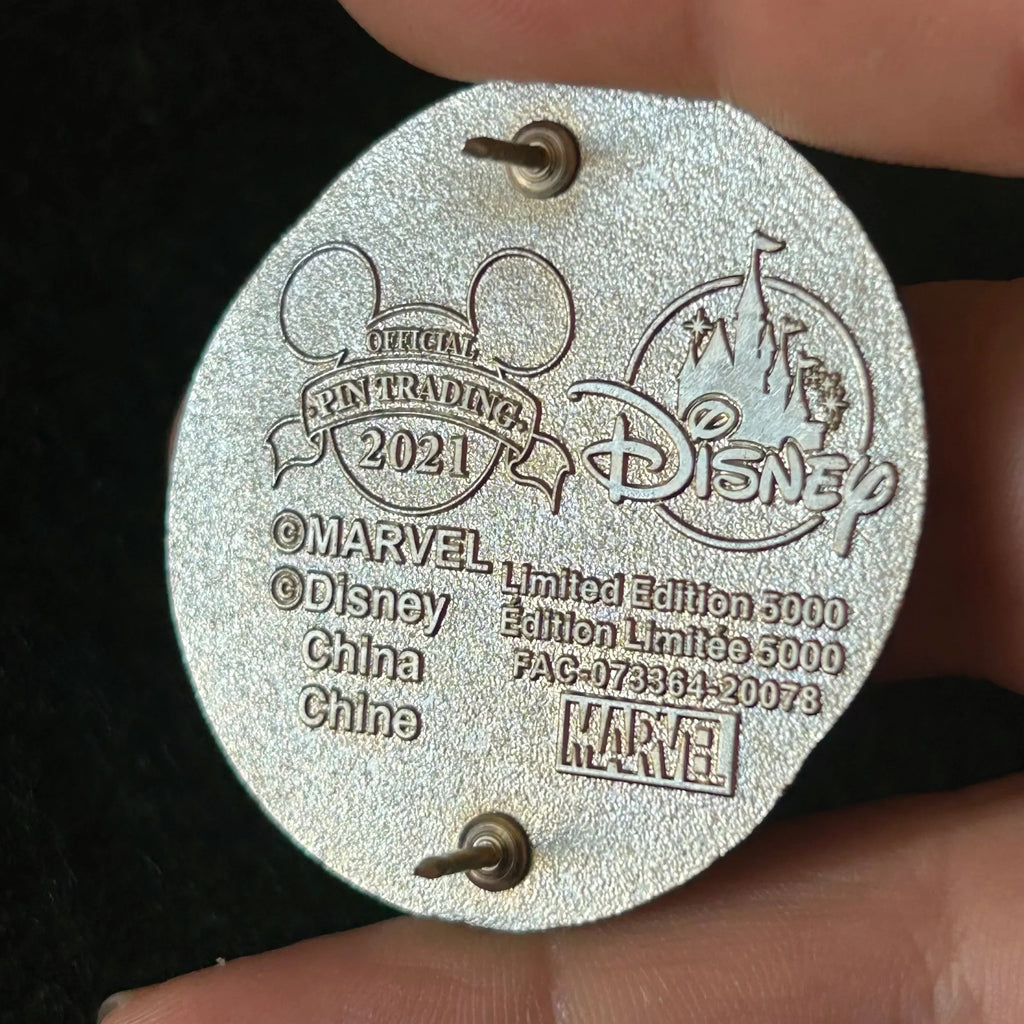 OFFICIAL
PIN TRADING
2021
Disney
©MARVEL
©Disney
China
Chine
Limited Edition 5000
Édition Limitée 5000
FAC-073364-20078
MARVEL